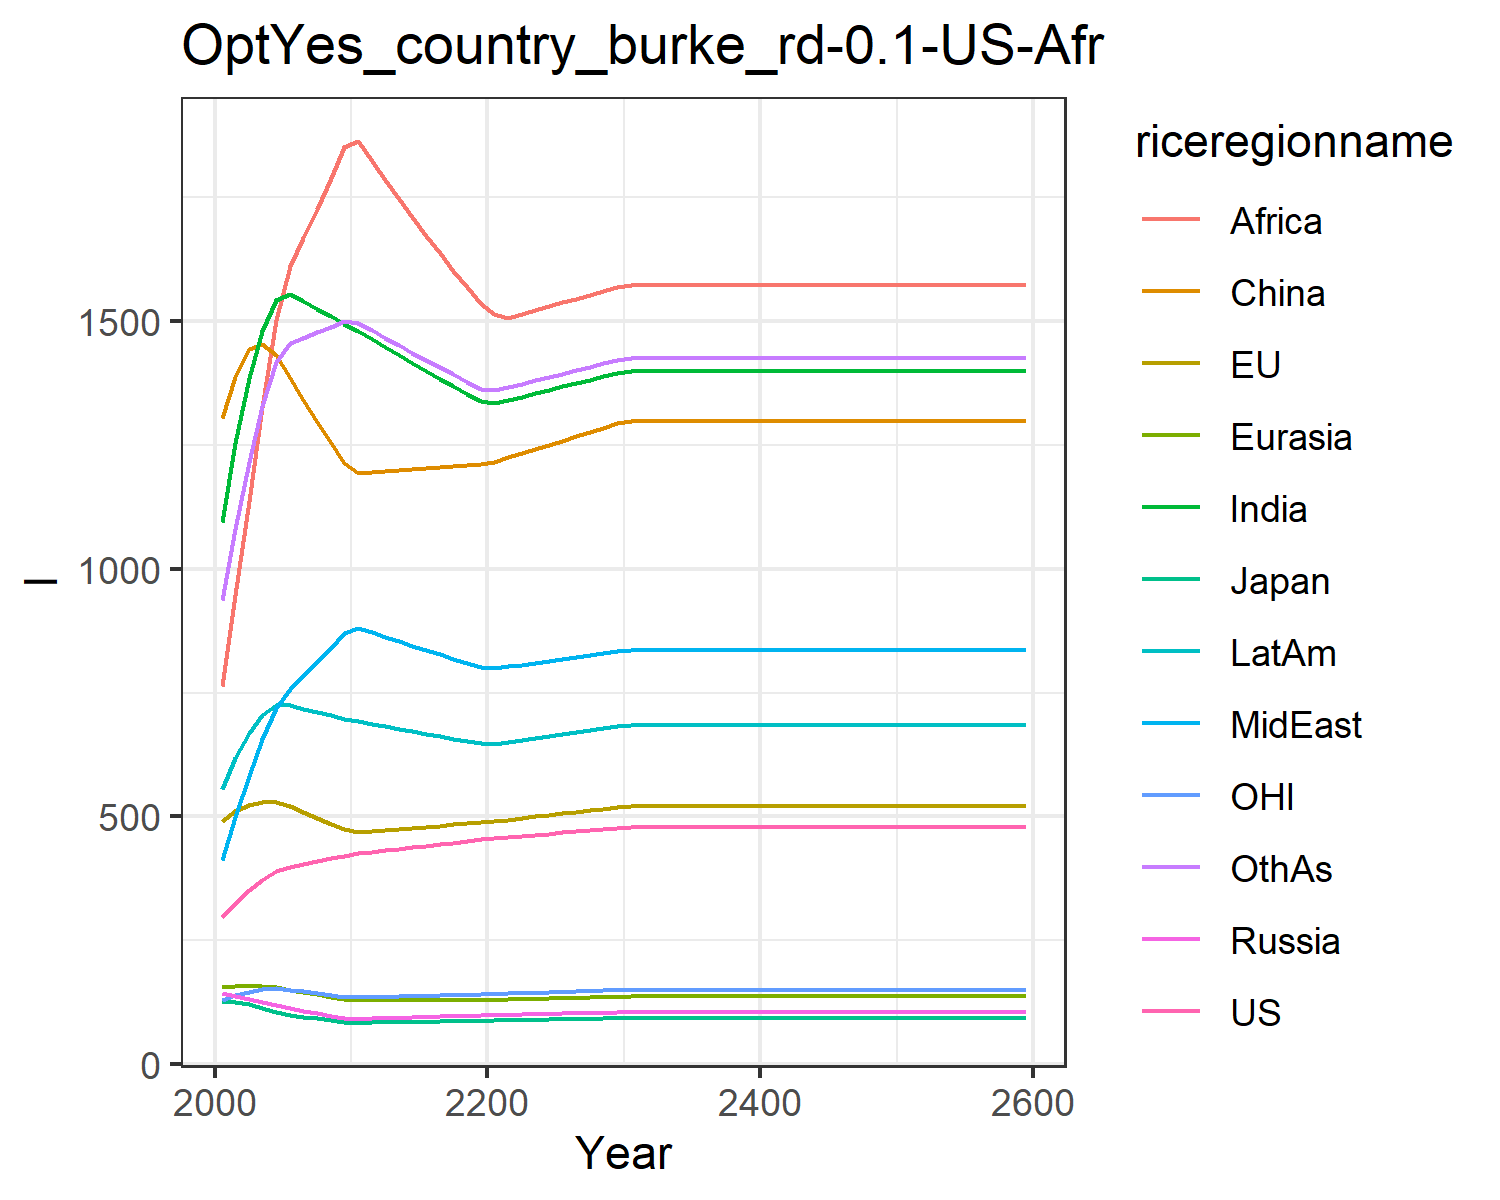 OptYes_country_burke_rd-0.1-US-Afr
1500
1000
500
0
l
2000
2200
2400
2600
Year
riceregionname
Africa
China
EU
Eurasia
India
Japan
LatAm
MidEast
OHI
OthAs
Russia
US